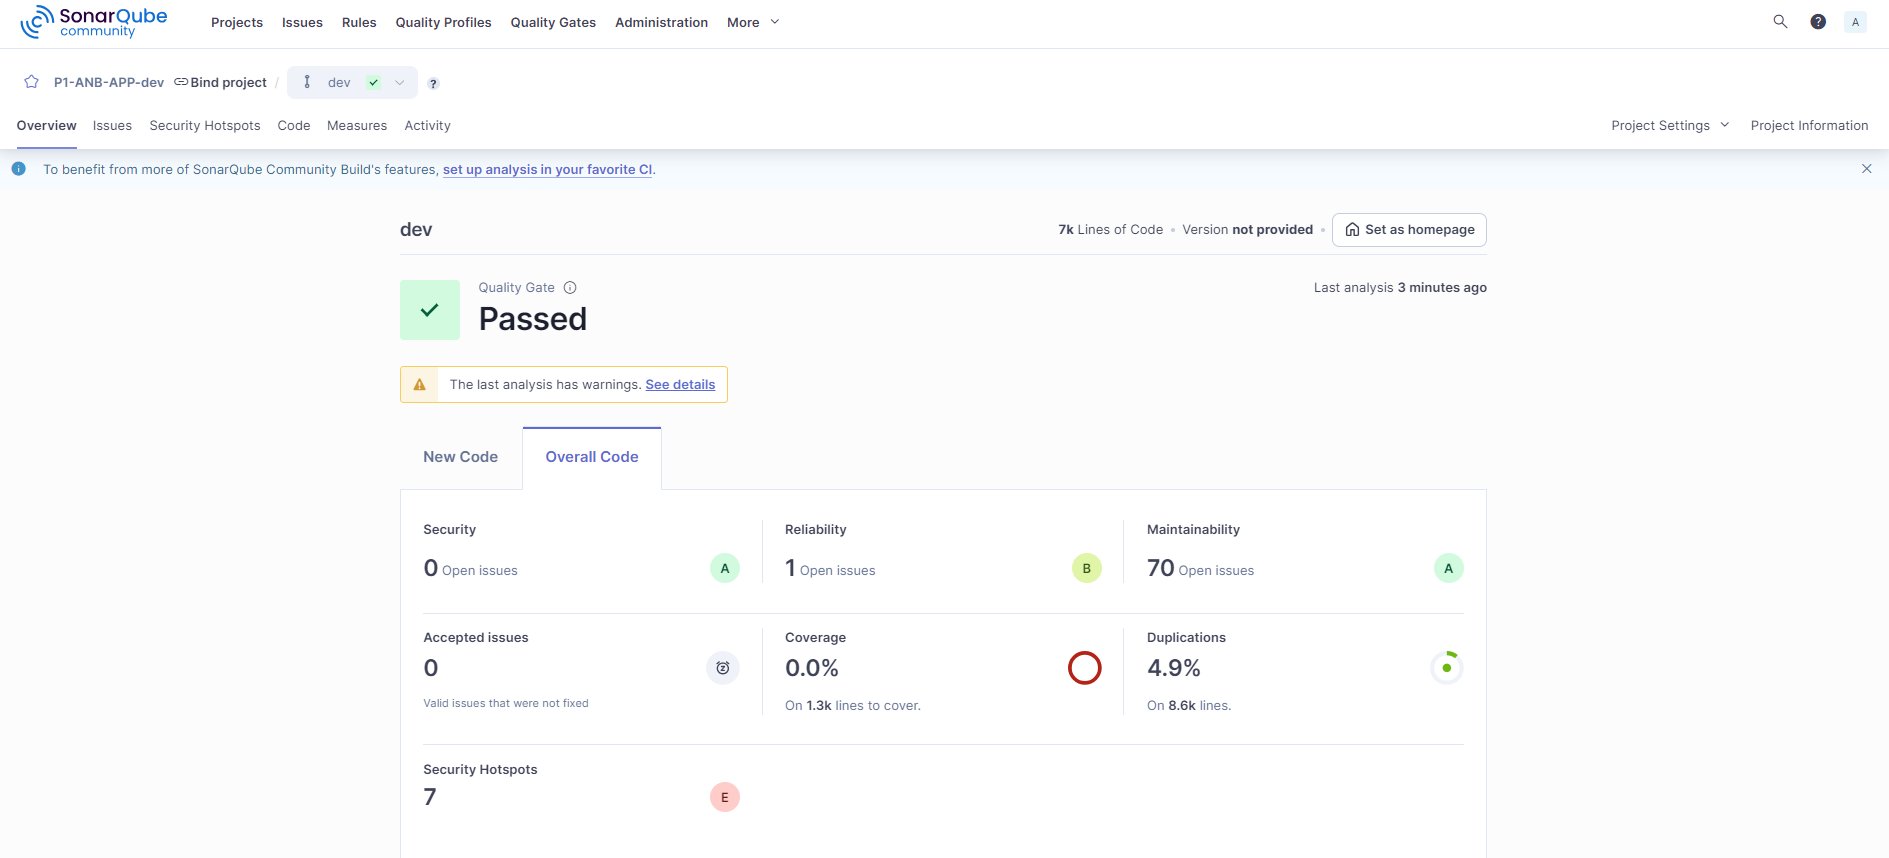 SonarQube community
Projects Issues Rules Quality Profiles Quality Gates Administration More ? A
P1-ANB-APP-dev Bind project / dev ?
Overview Issues Security Hotspots Code Measures Activity Project Settings Project Information
To benefit from more of SonarQube Community Build's features, set up analysis in your favorite CI.
dev 7k Lines of Code • Version not provided • Set as homepage
Quality Gate Last analysis 3 minutes ago
Passed
The last analysis has warnings. See details
New Code Overall Code
Security Reliability Maintainability
0 Open issues A 1 Open issues B 70 Open issues A
Accepted issues Coverage Duplications
0 0.0% 4.9%
Valid issues that were not fixed On 1.3k lines to cover. On 8.6k lines.
Security Hotspots
7 E